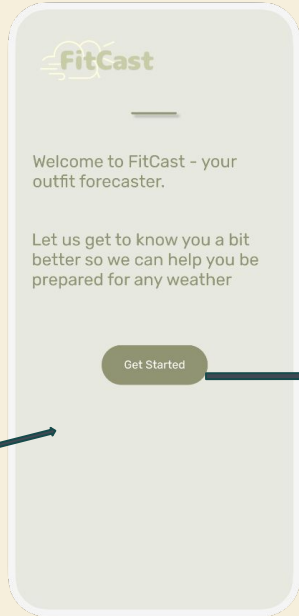 FitCast
Welcome to FitCast - your
outfit forecaster.
Let us get to know you a bit
better so we can help you be
prepared for any weather
Get Started